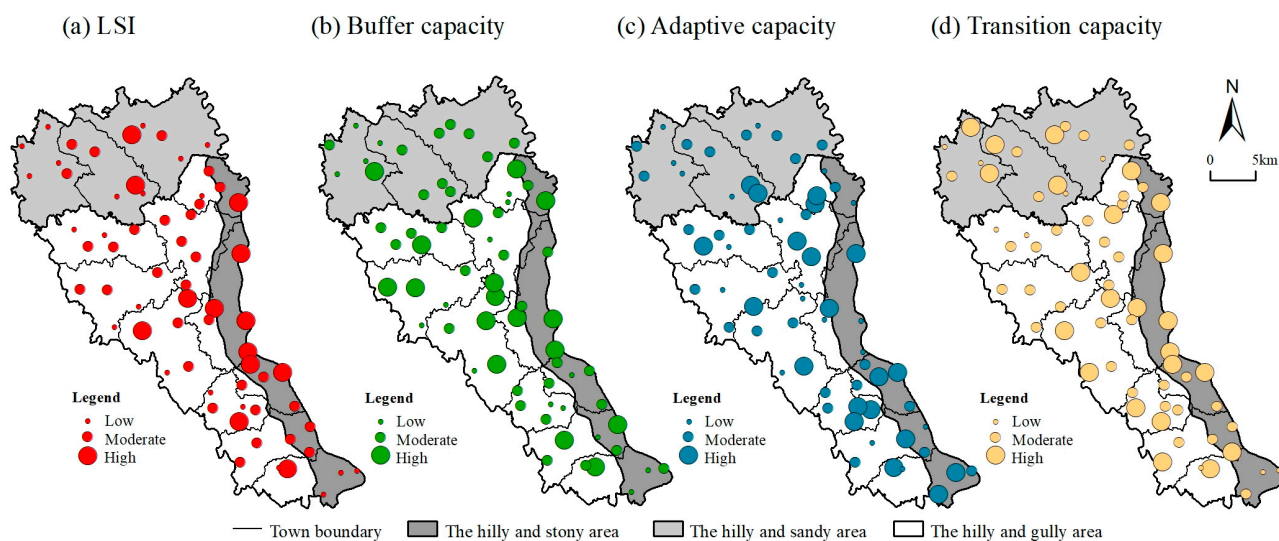 (a) LSI (b) Buffer capacity (c) Adaptive capacity (d) Transition capacity
N
0 5km
Legend
Low
Moderate
High
Legend
Low
Moderate
High
Legend
Low
Moderate
High
Legend
Low
Moderate
High
Town boundary The hilly and stony area The hilly and sandy area The hilly and gully area